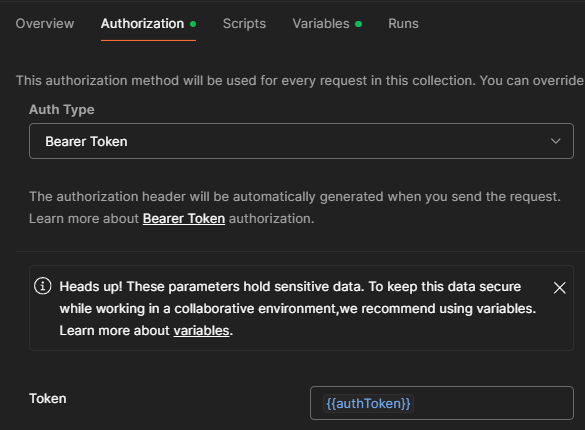 Overview Authorization Scripts Variables Runs
This authorization method will be used for every request in this collection. You can override
Auth Type
Bearer Token
The authorization header will be automatically generated when you send the request.
Learn more about Bearer Token authorization.
Heads up! These parameters hold sensitive data. To keep this data secure
while working in a collaborative environment,we recommend using variables.
Learn more about variables.
Token {{authToken}}